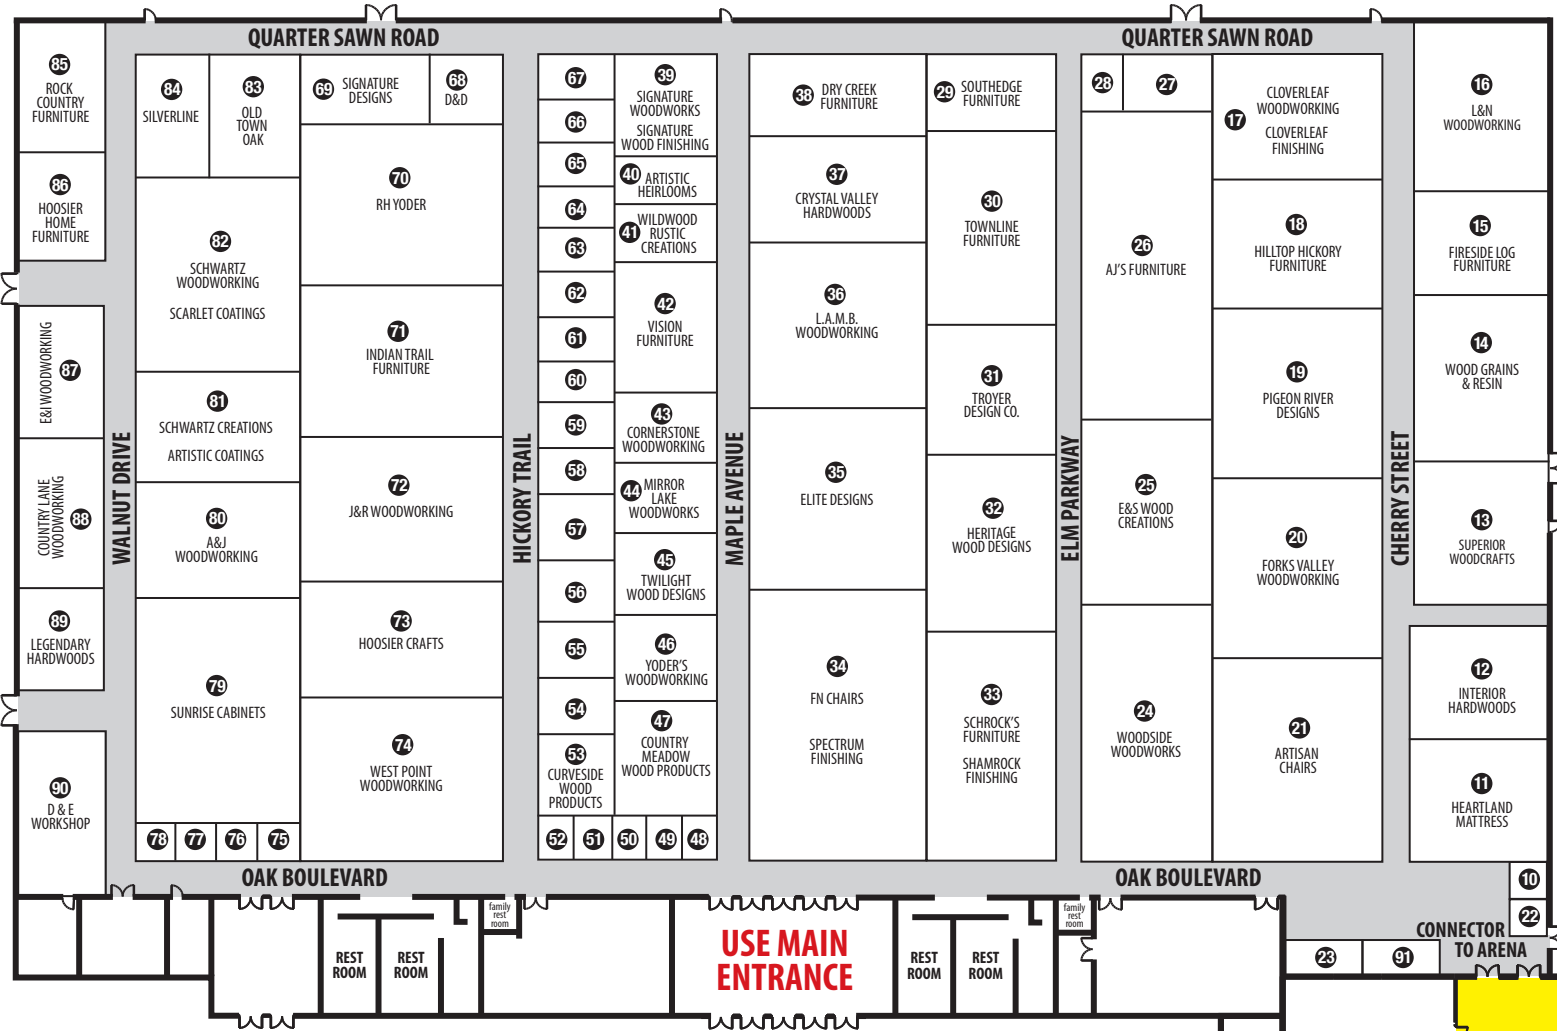 QUARTER SAWN ROAD
QUARTER SAWN ROAD
85
ROCK
COUNTRY
FURNITURE
86
HOOSIER
HOME
FURNITURE
87
E&I WOODWORKING
88
COUNTRY LANE
WOODWORKING
89
LEGENDARY
HARDWOODS
90
D & E
WORKSHOP
WALNUT DRIVE
84
SILVERLINE
83
OLD
TOWN
OAK
82
SCHWARTZ
WOODWORKING
SCARLET COATINGS
81
SCHWARTZ CREATIONS
ARTISTIC COATINGS
80
A&J
WOODWORKING
79
SUNRISE CABINETS
78
77
76
75
69
SIGNATURE
DESIGNS
68
D&D
70
RH YODER
71
INDIAN TRAIL
FURNITURE
72
J&R WOODWORKING
73
HOOSIER CRAFTS
74
WEST POINT
WOODWORKING
HICKORY TRAIL
67
66
65
64
63
62
61
60
59
58
57
56
55
54
53
CURVESIDE
WOOD
PRODUCTS
52
51
50
49
48
39
SIGNATURE
WOODWORKS
SIGNATURE
WOOD FINISHING
40
ARTISTIC
HEIRLOOMS
41
WILDWOOD
RUSTIC
CREATIONS
42
VISION
FURNITURE
43
CORNERSTONE
WOODWORKING
44
MIRROR
LAKE
WOODWORKS
45
TWILIGHT
WOOD DESIGNS
46
YODER'S
WOODWORKING
47
COUNTRY
MEADOW
WOOD PRODUCTS
MAPLE AVENUE
38
DRY CREEK
FURNITURE
37
CRYSTAL VALLEY
HARDWOODS
36
L.A.M.B.
WOODWORKING
35
ELITE DESIGNS
34
FN CHAIRS
SPECTRUM
FINISHING
29
SOUTHEDGE
FURNITURE
30
TOWNLINE
FURNITURE
31
TROYER
DESIGN CO.
32
HERITAGE
WOOD DESIGNS
33
SCHROCK'S
FURNITURE
SHAMROCK
FINISHING
ELM PARKWAY
28
27
26
AJ'S FURNITURE
25
E&S WOOD
CREATIONS
24
WOODSIDE
WOODWORKS
17
CLOVERLEAF
WOODWORKING
CLOVERLEAF
FINISHING
18
HILLTOP HICKORY
FURNITURE
19
PIGEON RIVER
DESIGNS
20
FORKS VALLEY
WOODWORKING
21
ARTISAN
CHAIRS
CHERRY STREET
16
L&N
WOODWORKING
15
FIRESIDE LOG
FURNITURE
14
WOOD GRAINS
& RESIN
13
SUPERIOR
WOODCRAFTS
12
INTERIOR
HARDWOODS
11
HEARTLAND
MATTRESS
10
22
OAK BOULEVARD
OAK BOULEVARD
CONNECTOR
TO ARENA
23
91
REST
ROOM
REST
ROOM
family
rest
room
USE MAIN
ENTRANCE
REST
ROOM
REST
ROOM
family
rest
room